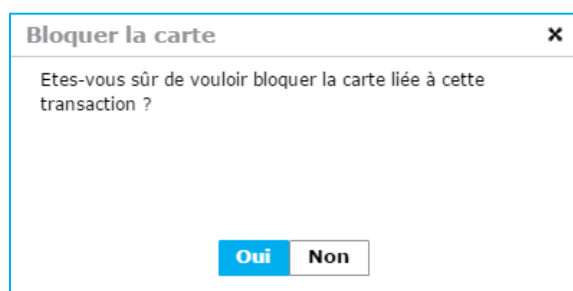 Bloquer la carte
Etes-vous sûr de vouloir bloquer la carte liée à cette
transaction ?
Oui Non